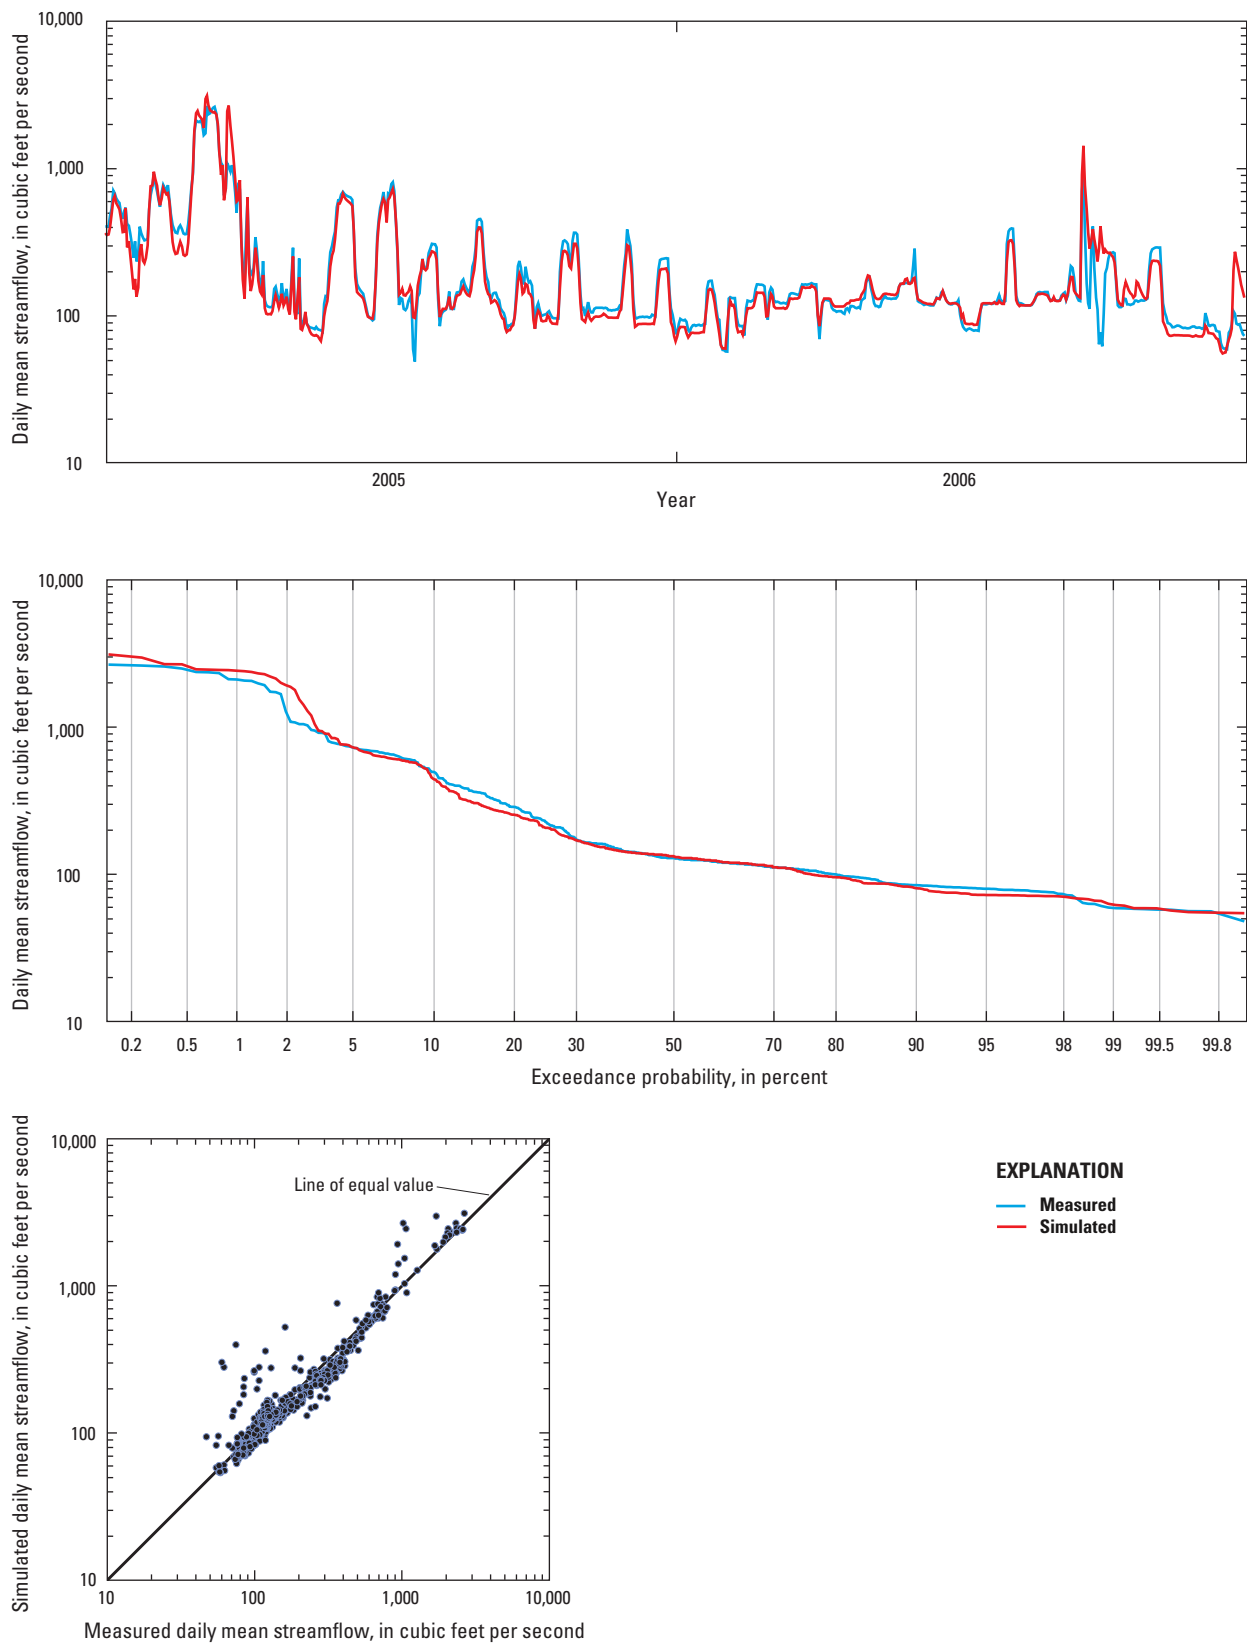 Daily mean streamflow, in cubic feet per second
10,000
1,000
100
10
2005
2006
Year
Daily mean streamflow, in cubic feet per second
10,000
1,000
100
10
0.2 0.5 1 2 5 10 20 30 50 70 80 90 95 98 99 99.5 99.8
Exceedance probability, in percent
Simulated daily mean streamflow, in cubic feet per second
10,000
1,000
100
10
Line of equal value
10 100 1,000 10,000
Measured daily mean streamflow, in cubic feet per second
EXPLANATION
Measured
Simulated